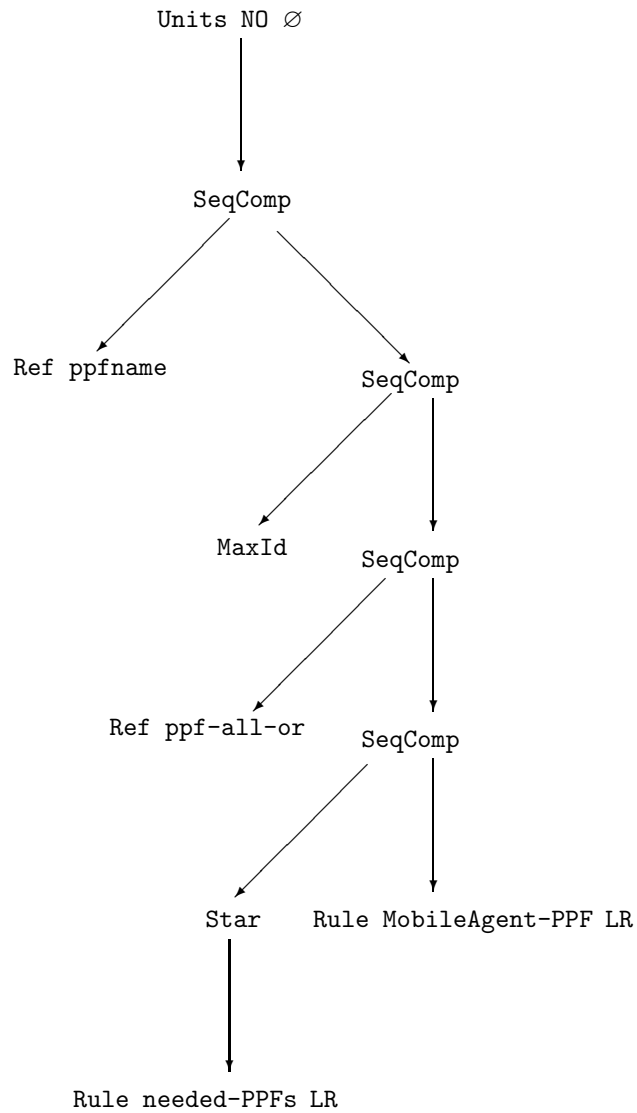 Units NO ∅
SeqComp
Ref ppfname
SeqComp
MaxId
SeqComp
Ref ppf-all-or
SeqComp
Star
Rule MobileAgent-PPF LR
Rule needed-PPFs LR